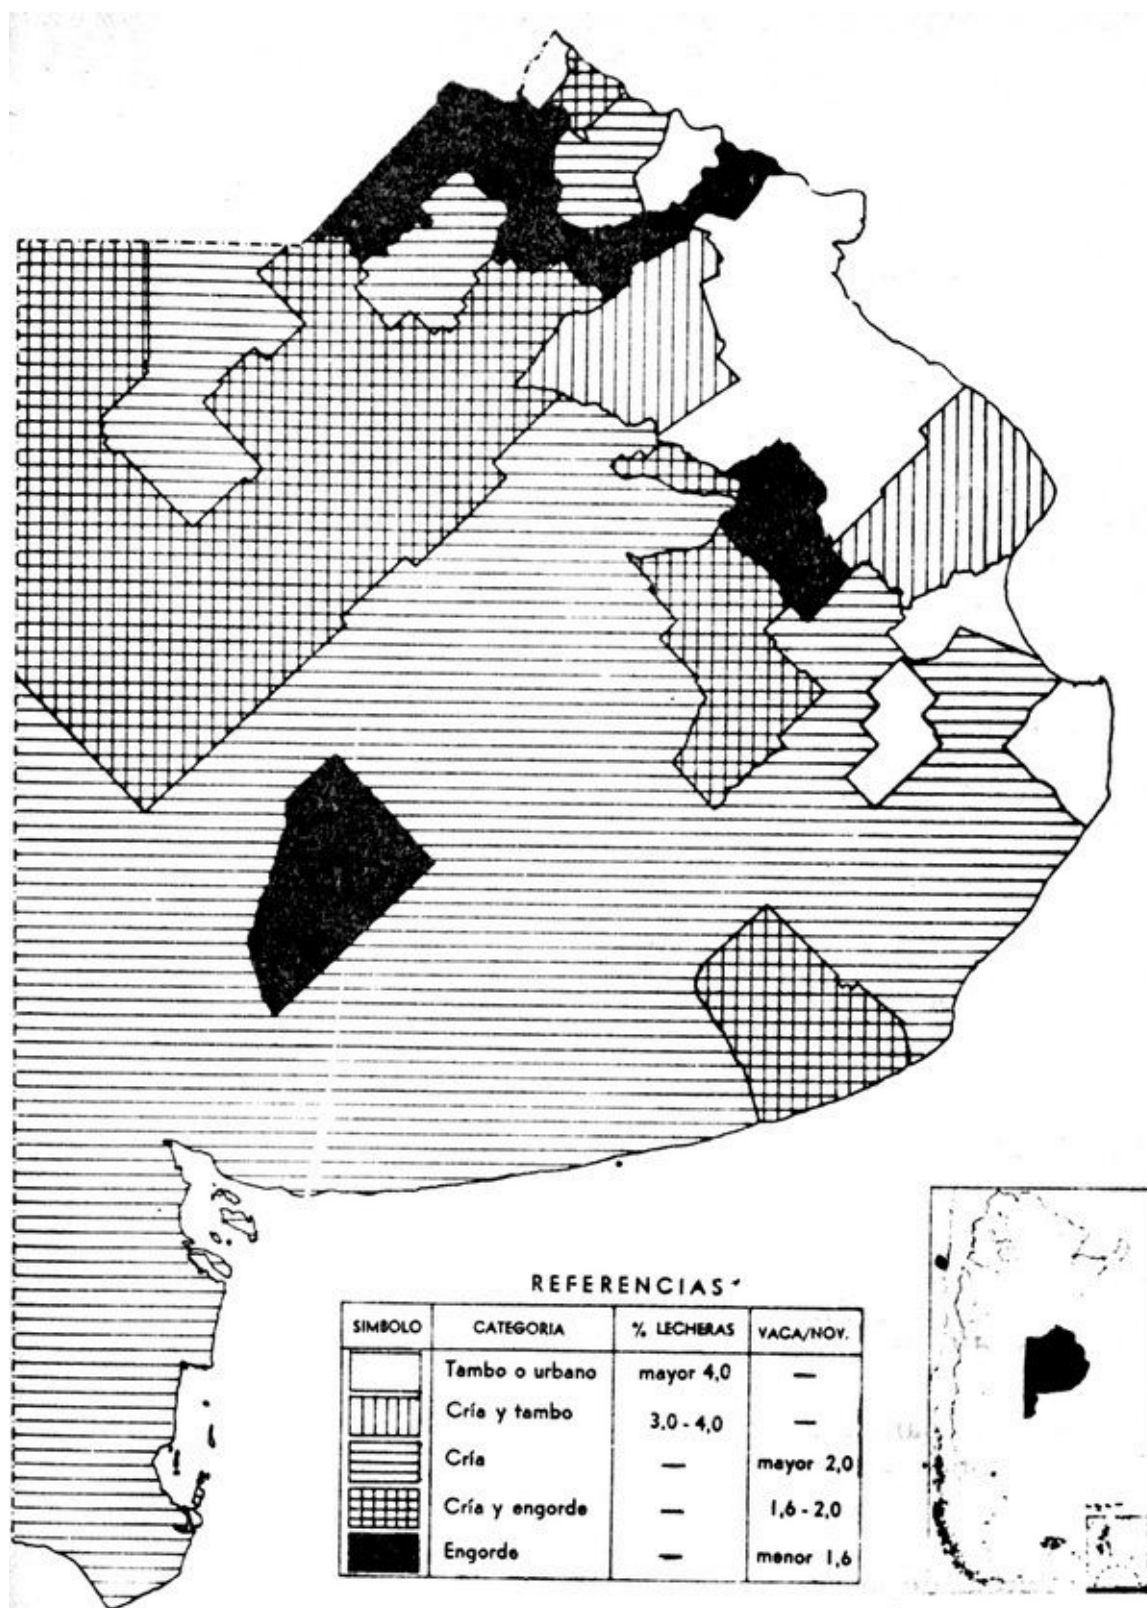 REFERENCIAS
SIMBOLO CATEGORIA % LECHERAS VACA/NOV.
Tambo o urbano mayor 4,0 —
Cría y tambo 3,0 - 4,0 —
Cría — mayor 2,0
Cría y engorde — 1,6 - 2,0
Engorde — menor 1,6